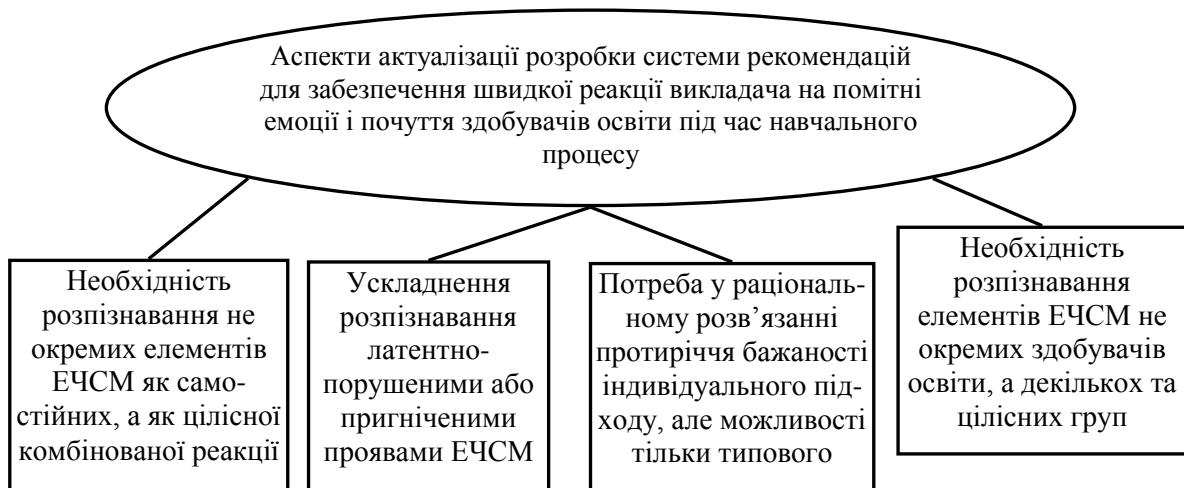 Аспекти актуалізації розробки системи рекомендацій
для забезпечення швидкої реакції викладача на помітні
емоції і почуття здобувачів освіти під час навчального
процесу
Необхідність
розпізнавання не
окремих елементів
ЕЧСМ як само-
стійних, а як цілісної
комбінованої реакції
Ускладнення
розпізнавання
латентно-
порушеними або
пригніченими
проявами ЕЧСМ
Потреба у раціональ-
ному розв’язанні
протиріччя бажаності
індивідуального під-
ходу, але можливості
тільки типового
Необхідність
розпізнавання
елементів ЕЧСМ не
окремих здобувачів
освіти, а декількох та
цілісних груп